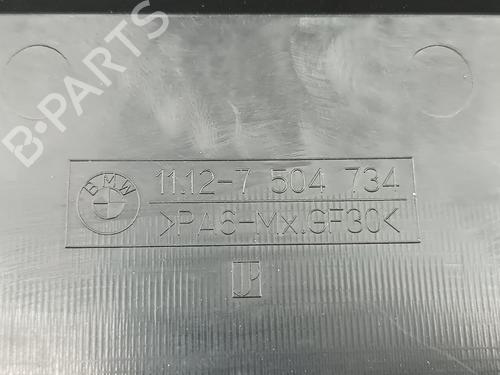 B-PARTS
BMW
11.12-7 504 734
>PA6-Mx.GF30<